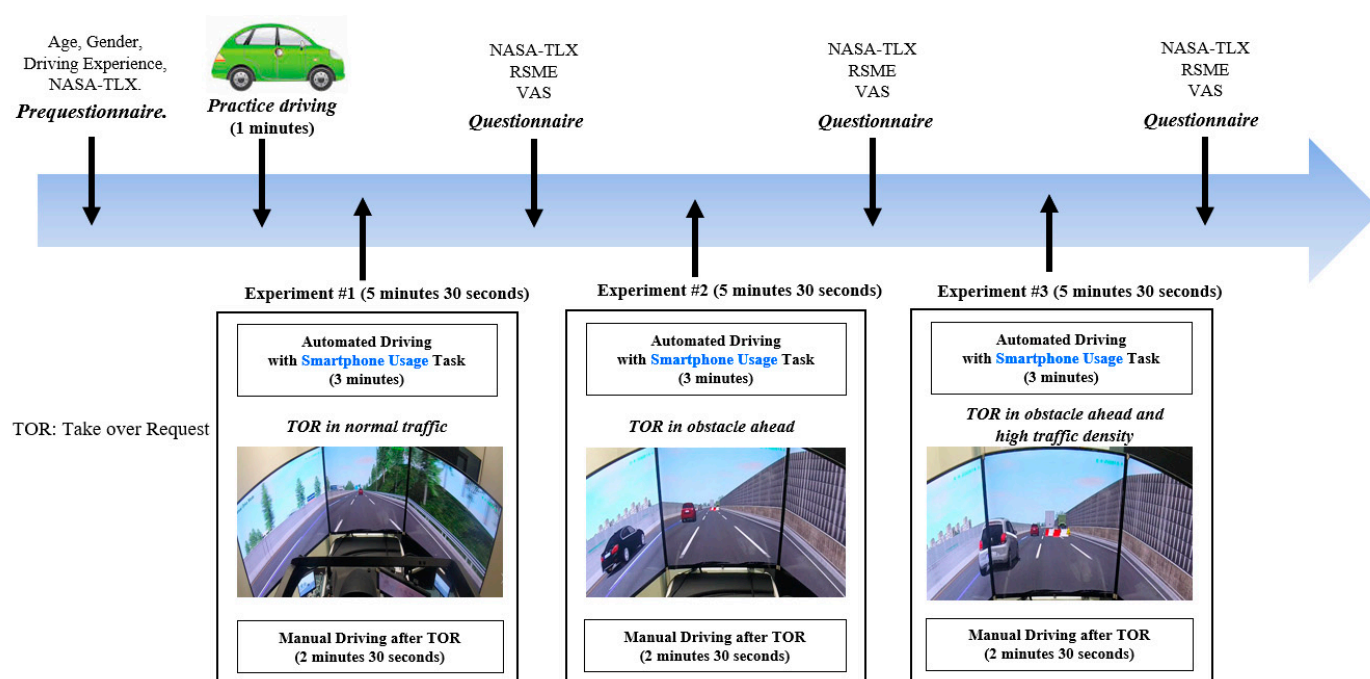 Age, Gender,
Driving Experience,
NASA-TLX.
Prequestionnaire.
Practice driving
(1 minutes)
NASA-TLX
RSME
VAS
Questionnaire
NASA-TLX
RSME
VAS
Questionnaire
NASA-TLX
RSME
VAS
Questionnaire
TOR: Take over Request
Experiment #1 (5 minutes 30 seconds)
Automated Driving
with Smartphone Usage Task
(3 minutes)
TOR in normal traffic
Manual Driving after TOR
(2 minutes 30 seconds)
Experiment #2 (5 minutes 30 seconds)
Automated Driving
with Smartphone Usage Task
(3 minutes)
TOR in obstacle ahead
Manual Driving after TOR
(2 minutes 30 seconds)
Experiment #3 (5 minutes 30 seconds)
Automated Driving
with Smartphone Usage Task
(3 minutes)
TOR in obstacle ahead and
high traffic density
Manual Driving after TOR
(2 minutes 30 seconds)